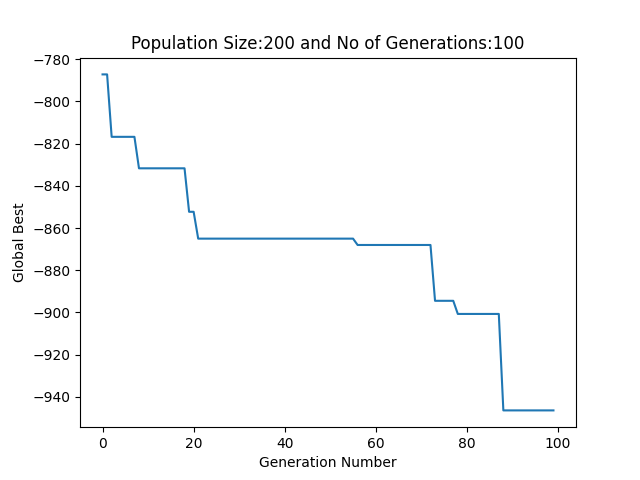 Population Size:200 and No of Generations:100
−780
−800
−820
−840
−860
−880
−900
−920
−940
Global Best
0 20 40 60 80 100
Generation Number